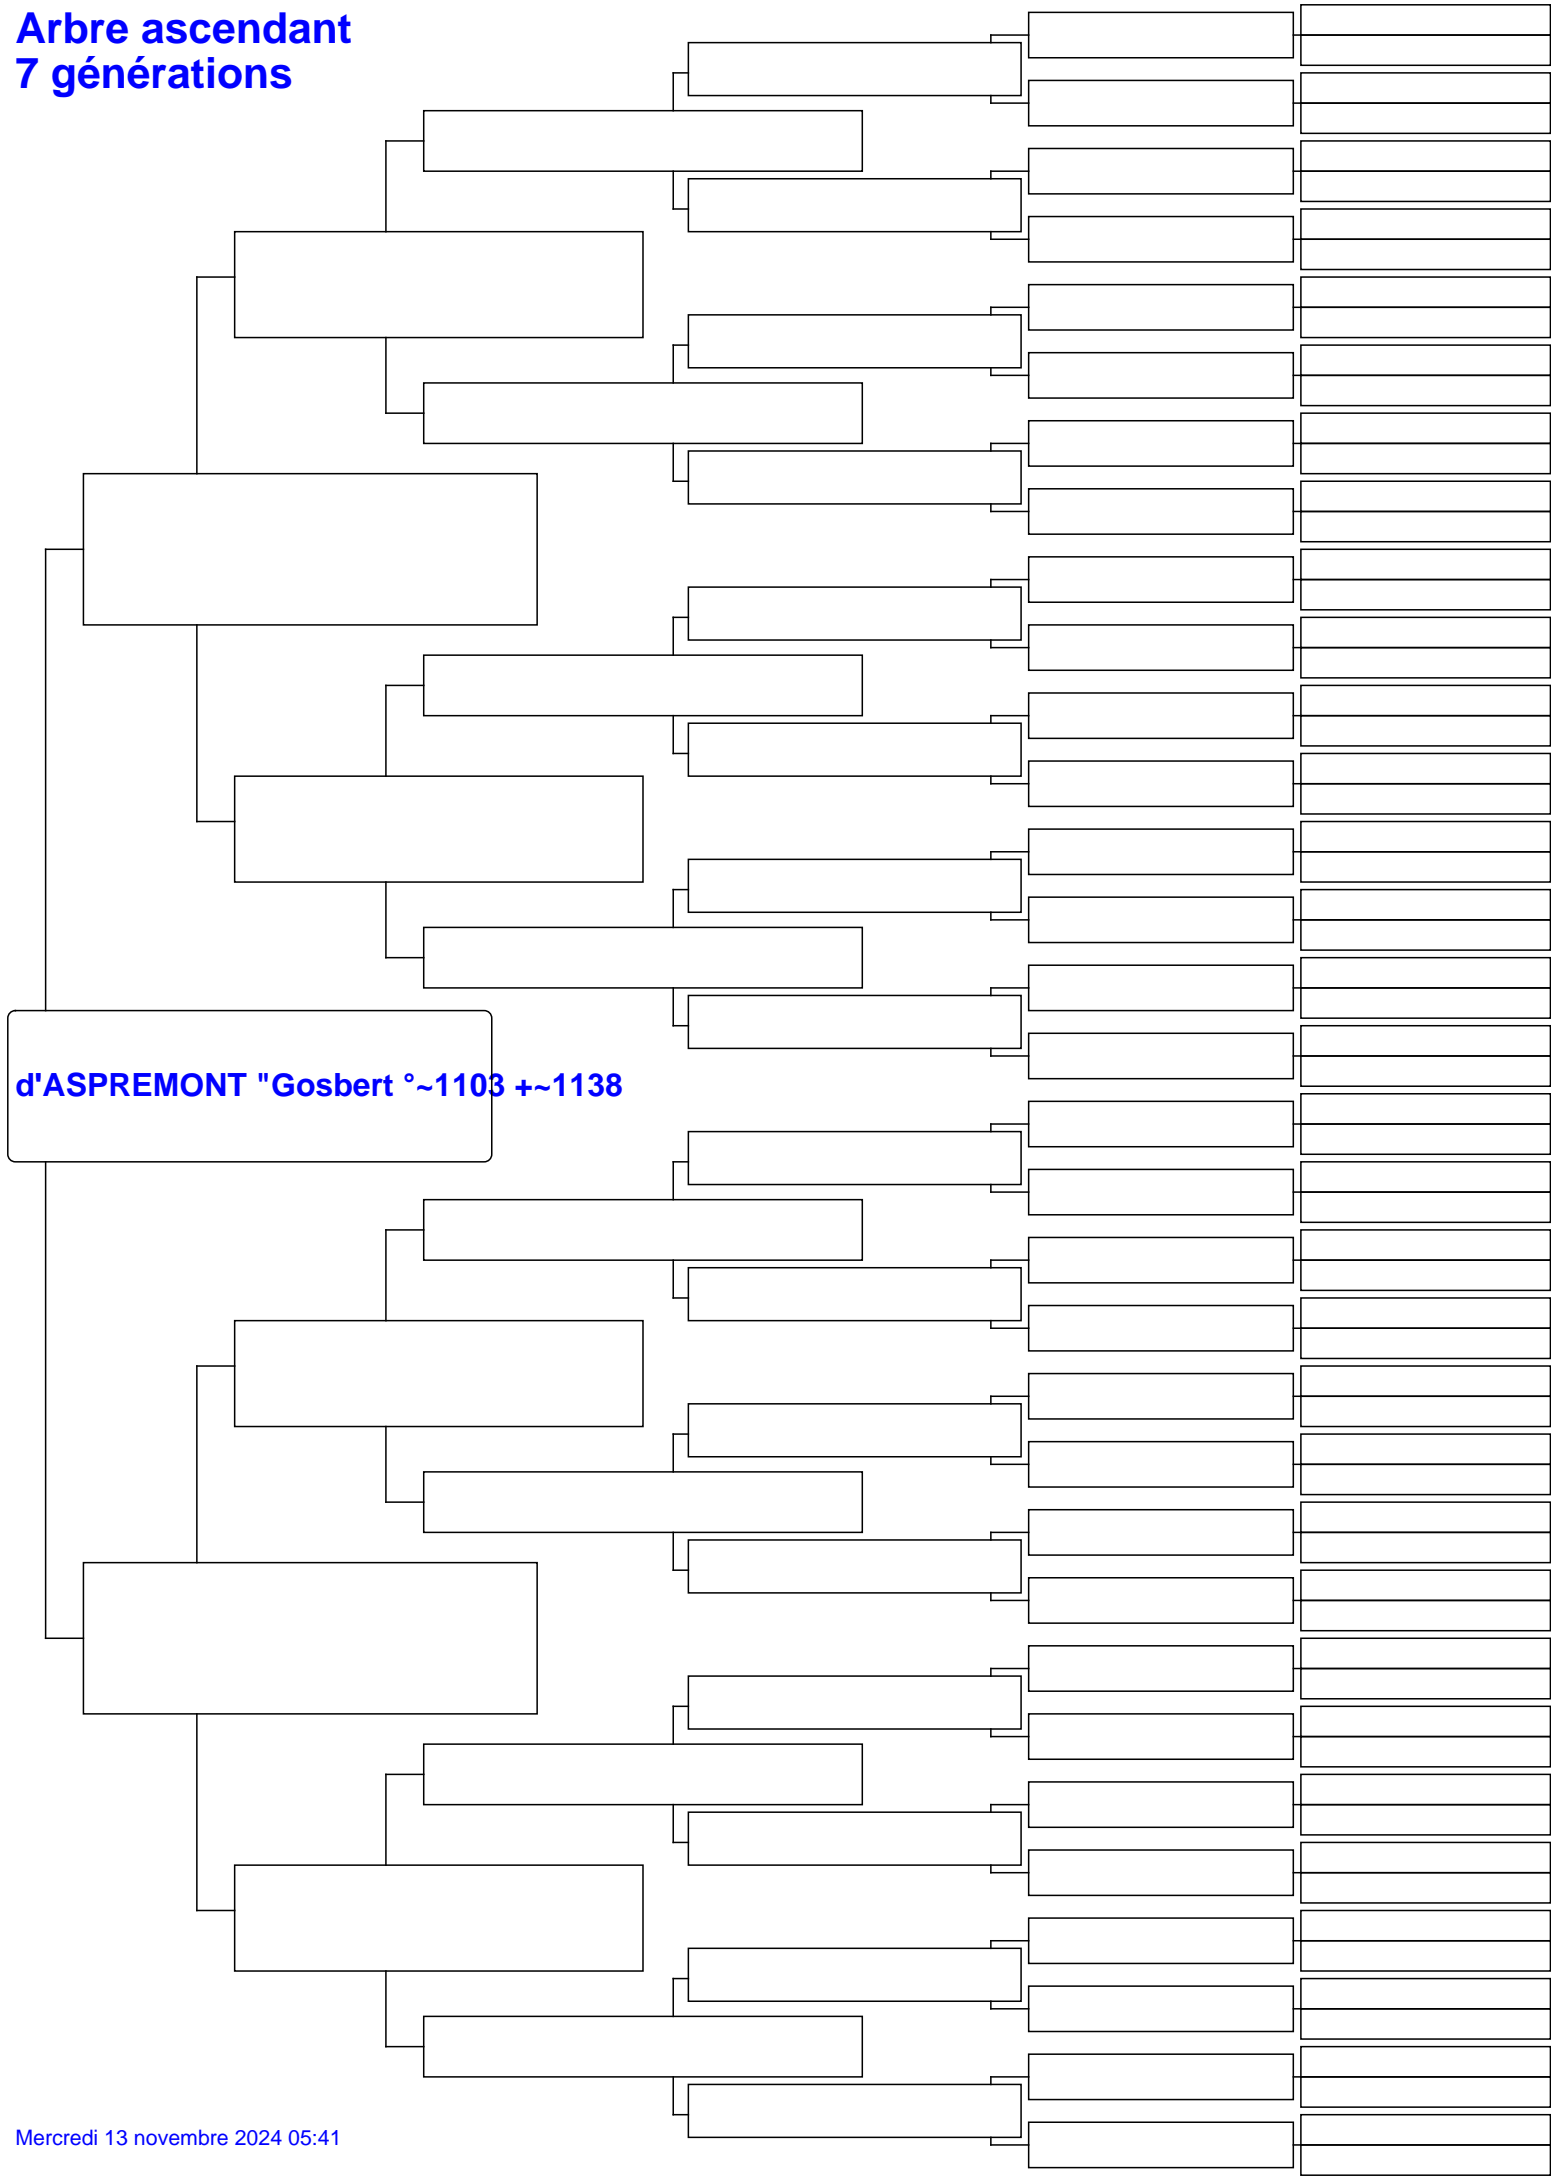 Arbre ascendant
7 générations
d'ASPREMONT "Gosbert °~1103 +~1138
Mercredi 13 novembre 2024 05:41